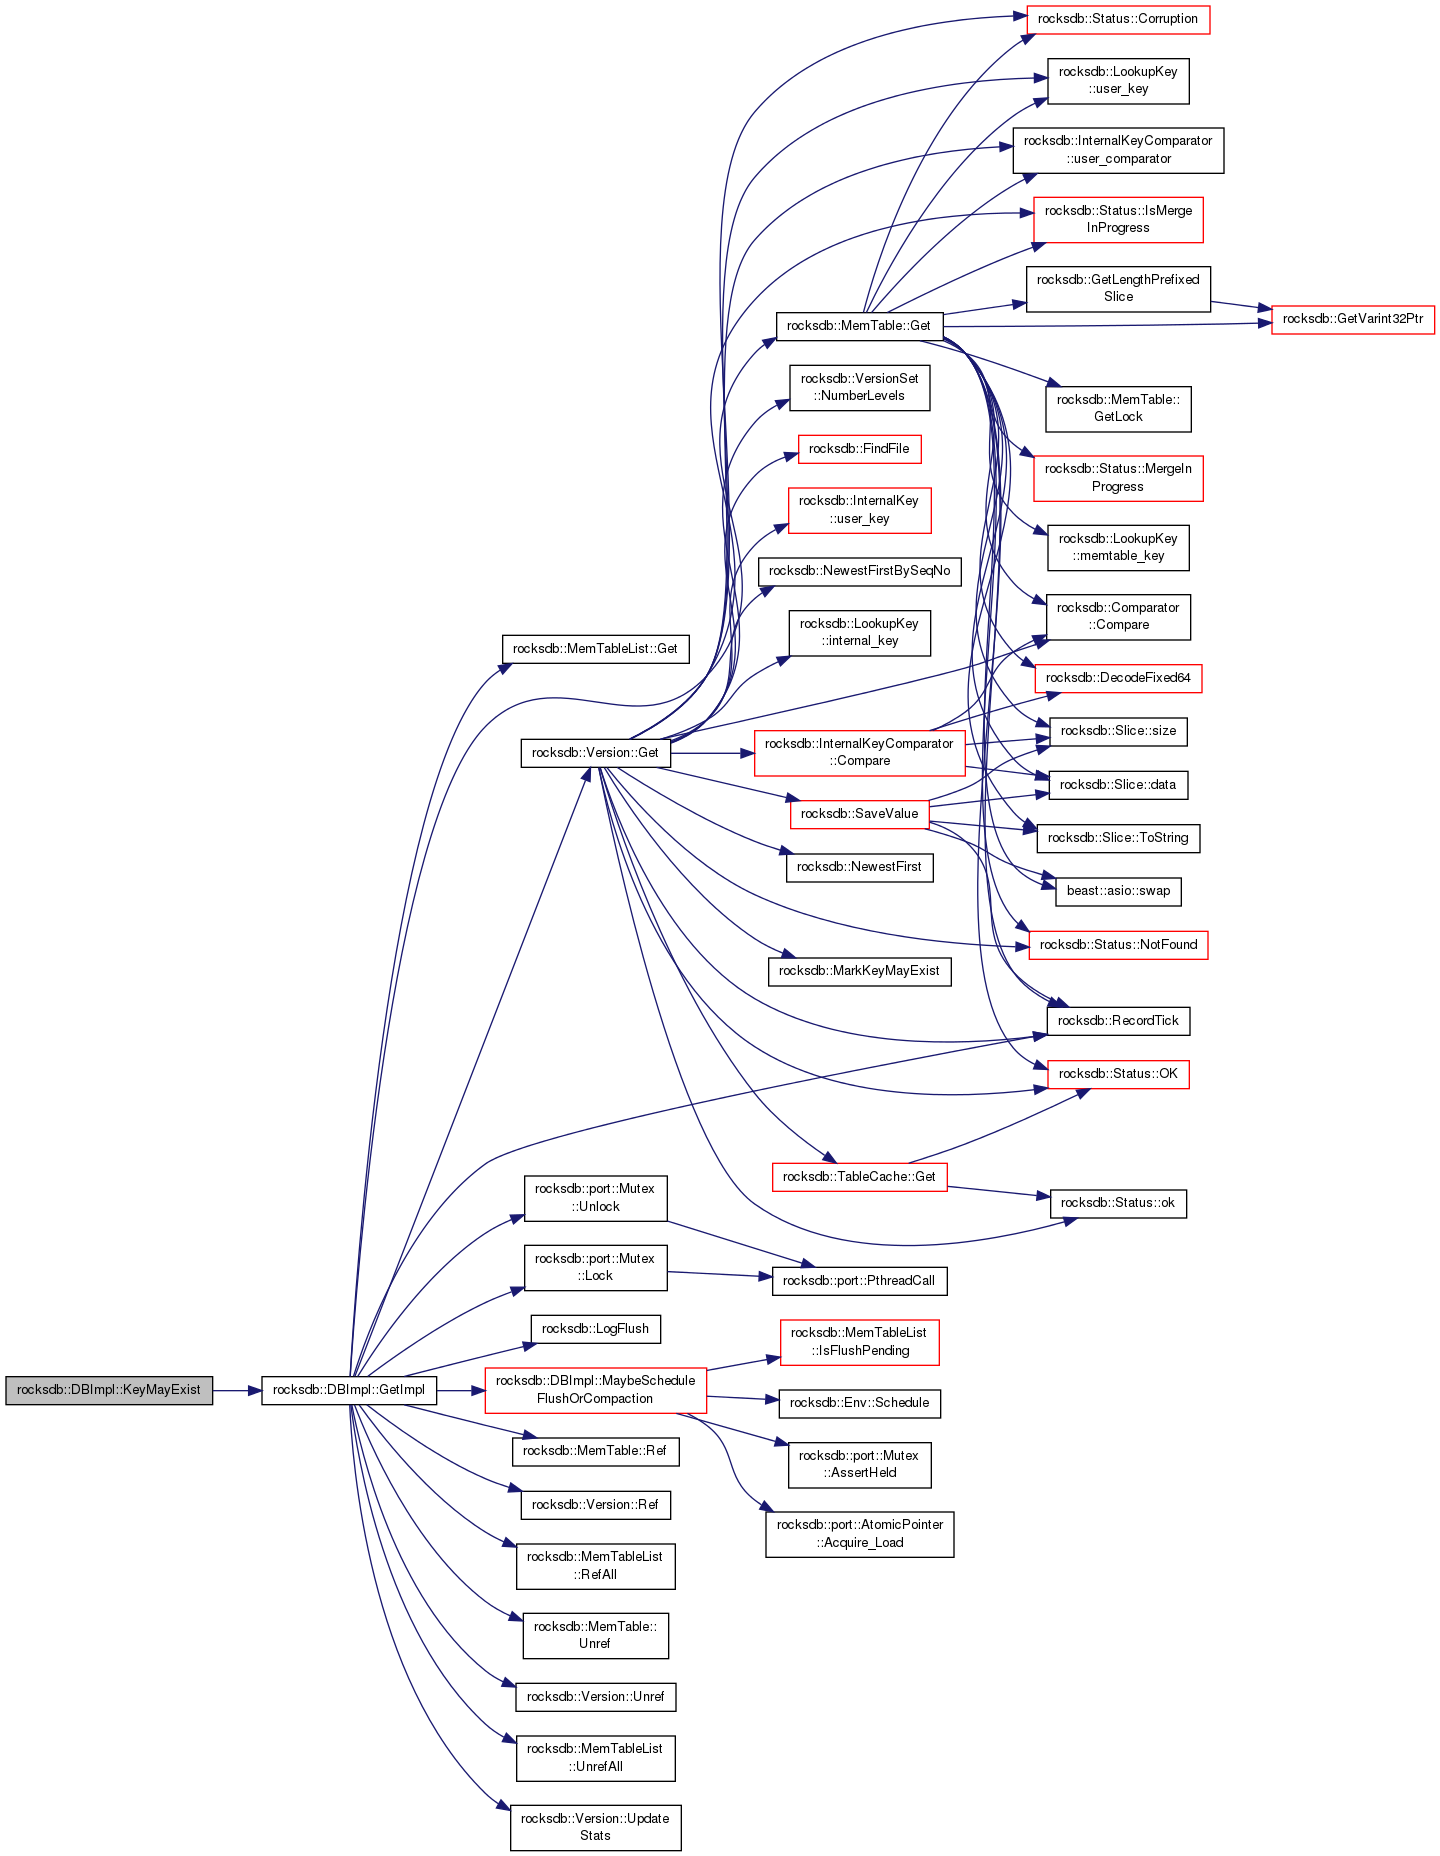 rocksdb::Status::Corruption
rocksdb::LookupKey
::user_key
rocksdb::InternalKeyComparator
::user_comparator
rocksdb::Status::IsMerge
InProgress
rocksdb::GetLengthPrefixed
Slice
rocksdb::GetVarint32Ptr
rocksdb::MemTable::Get
rocksdb::VersionSet
::NumberLevels
rocksdb::MemTable::
GetLock
rocksdb::FindFile
rocksdb::Status::MergeIn
Progress
rocksdb::InternalKey
::user_key
rocksdb::LookupKey
::memtable_key
rocksdb::NewestFirstBySeqNo
rocksdb::Comparator
::Compare
rocksdb::LookupKey
::internal_key
rocksdb::MemTableList::Get
rocksdb::DecodeFixed64
rocksdb::Slice::size
rocksdb::Version::Get
rocksdb::InternalKeyComparator
::Compare
rocksdb::Slice::data
rocksdb::SaveValue
rocksdb::Slice::ToString
rocksdb::NewestFirst
beast::asio::swap
rocksdb::Status::NotFound
rocksdb::MarkKeyMayExist
rocksdb::RecordTick
rocksdb::Status::OK
rocksdb::TableCache::Get
rocksdb::Status::ok
rocksdb::port::Mutex
::Unlock
rocksdb::port::Mutex
::Lock
rocksdb::port::PthreadCall
rocksdb::LogFlush
rocksdb::MemTableList
::IsFlushPending
rocksdb::DBImpl::KeyMayExist
rocksdb::DBImpl::GetImpl
rocksdb::DBImpl::MaybeSchedule
FlushOrCompaction
rocksdb::Env::Schedule
rocksdb::MemTable::Ref
rocksdb::port::Mutex
::AssertHeld
rocksdb::Version::Ref
rocksdb::port::AtomicPointer
::Acquire_Load
rocksdb::MemTableList
::RefAll
rocksdb::MemTable::
Unref
rocksdb::Version::Unref
rocksdb::MemTableList
::UnrefAll
rocksdb::Version::Update
Stats